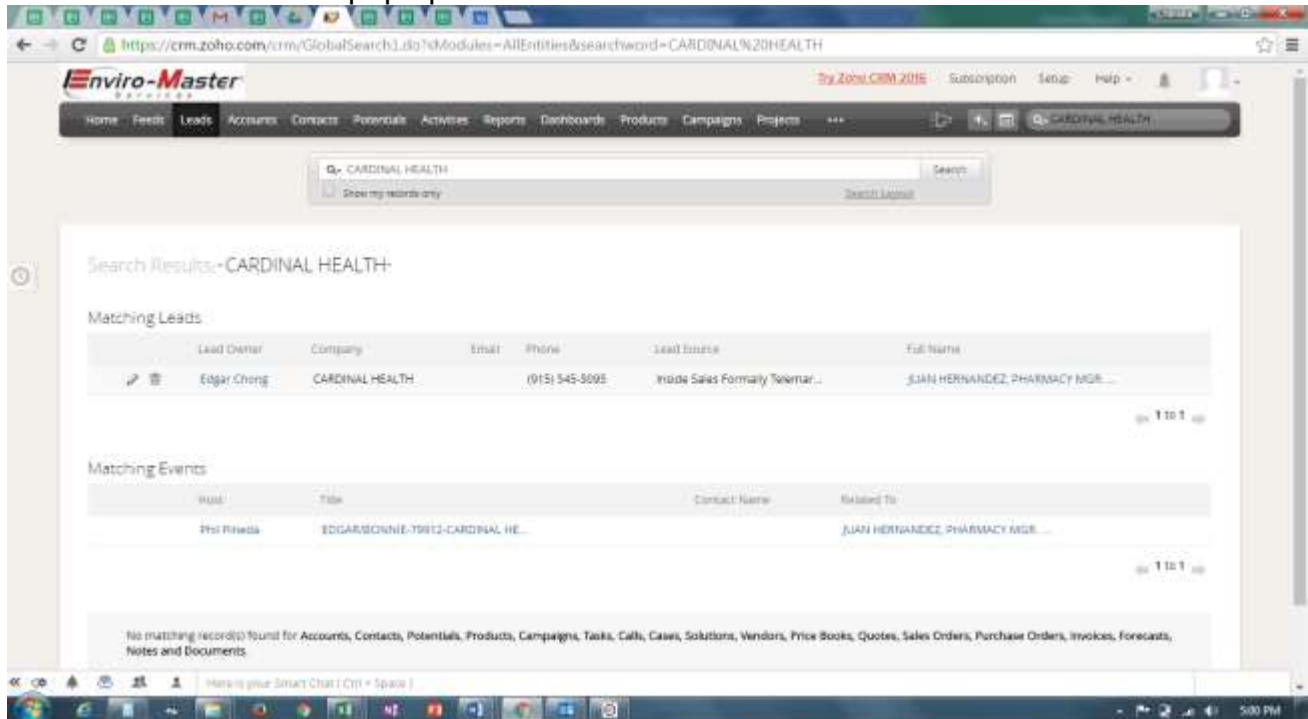 https://crm.zoho.com/crm/GlobalSearch1.do?sModules=AllEntities&searchword=CARDINAL%20HEALTH
Enviro-Master
Services
Try Zoho CRM 2016 Subscription Setup Help
Home Feeds Leads Accounts Contacts Potentials Activities Reports Dashboards Products Campaigns Projects ••• CARDINAL HEALTH
CARDINAL HEALTH Search
Show my records only Search Layout
Search Results - CARDINAL HEALTH-
Matching Leads
Lead Owner Company Email Phone Lead Source Full Name
Edgar Chong CARDINAL HEALTH (915) 545-5095 Inside Sales Formally Telemar... JUAN HERNANDEZ, PHARMACY MGR. ...
1 to 1
Matching Events
Host Title Contact Name Related To
Phil Pineda EDGAR/BONNIE-79912-CARDINAL HE... JUAN HERNANDEZ, PHARMACY MGR. ...
1 to 1
No matching record(s) found for Accounts, Contacts, Potentials, Products, Campaigns, Tasks, Calls, Cases, Solutions, Vendors, Price Books, Quotes, Sales Orders, Purchase Orders, Invoices, Forecasts,
Notes and Documents
Here is your Smart Chat ( Ctrl + Space )
5:00 PM